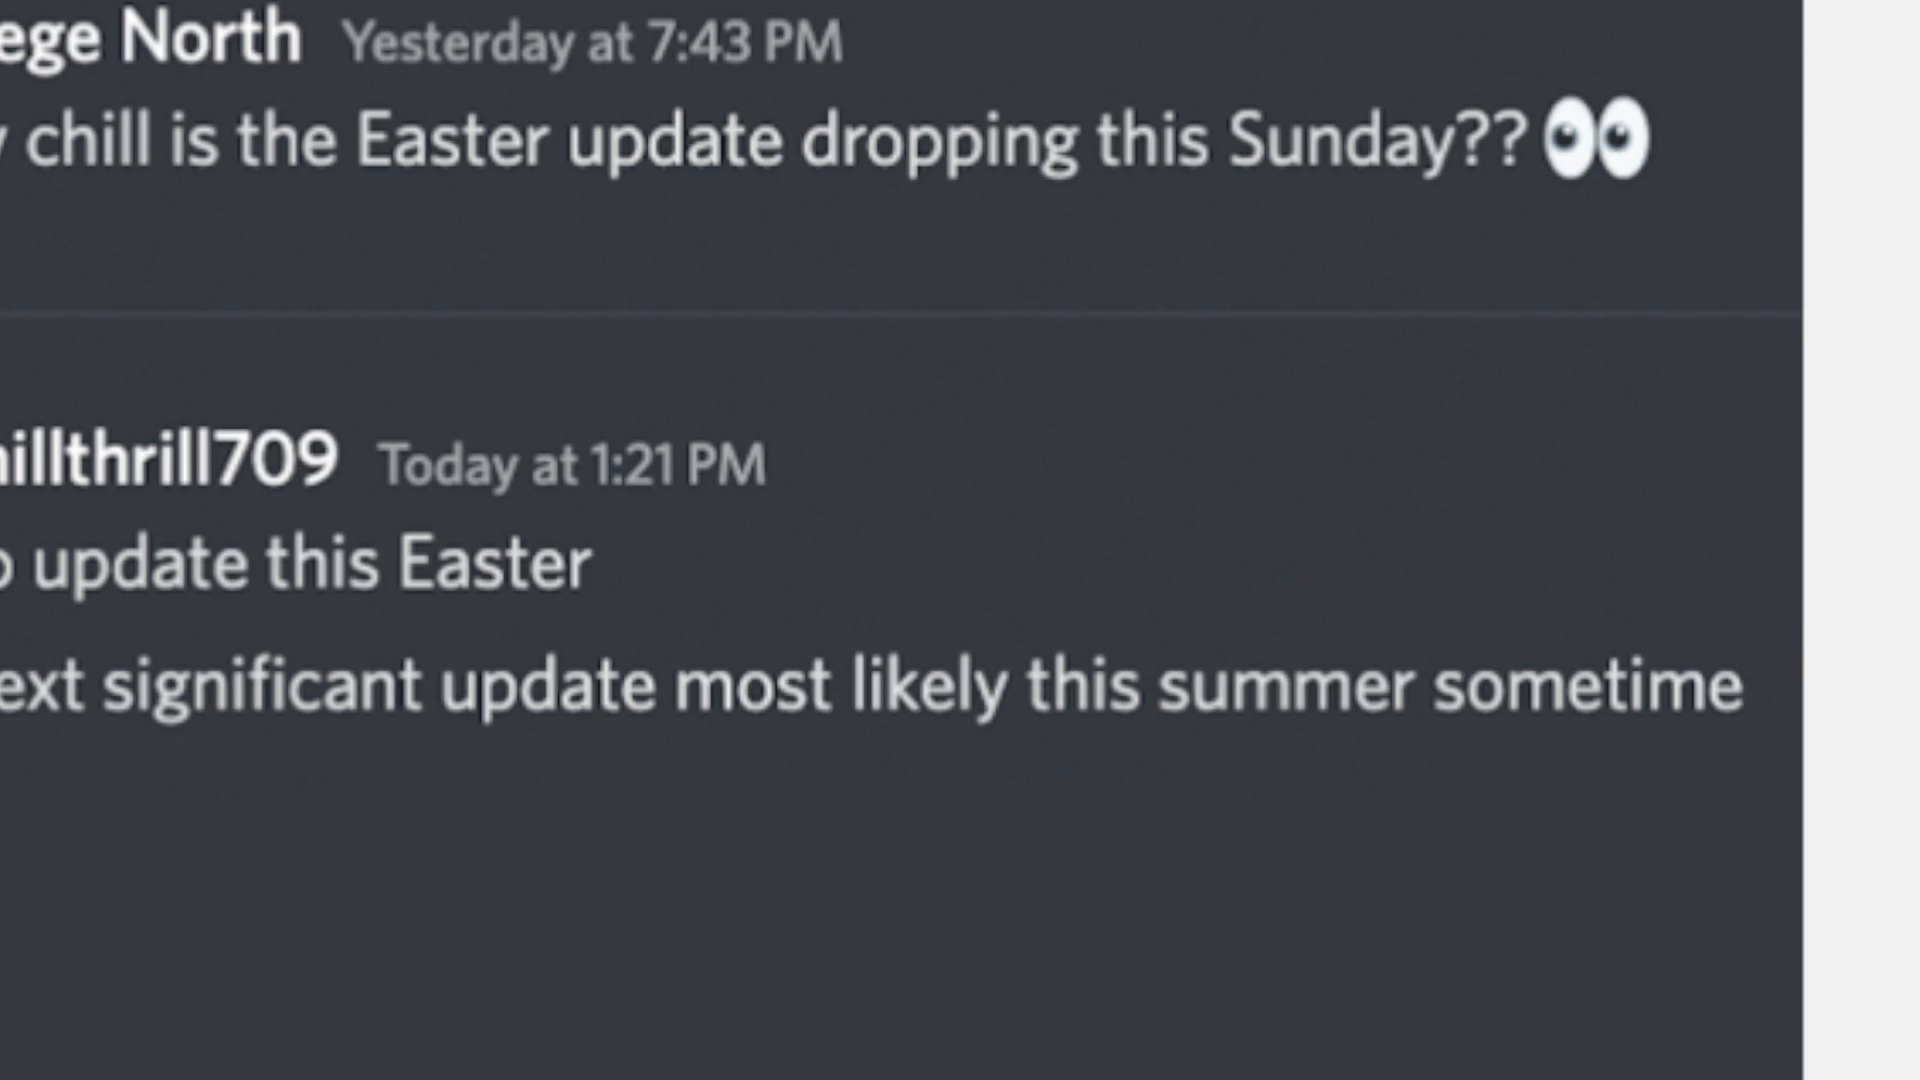 ege North Yesterday at 7:43 PM
chill is the Easter update dropping this Sunday?? 👀
illthrill709 Today at 1:21 PM
update this Easter
ext significant update most likely this summer sometime